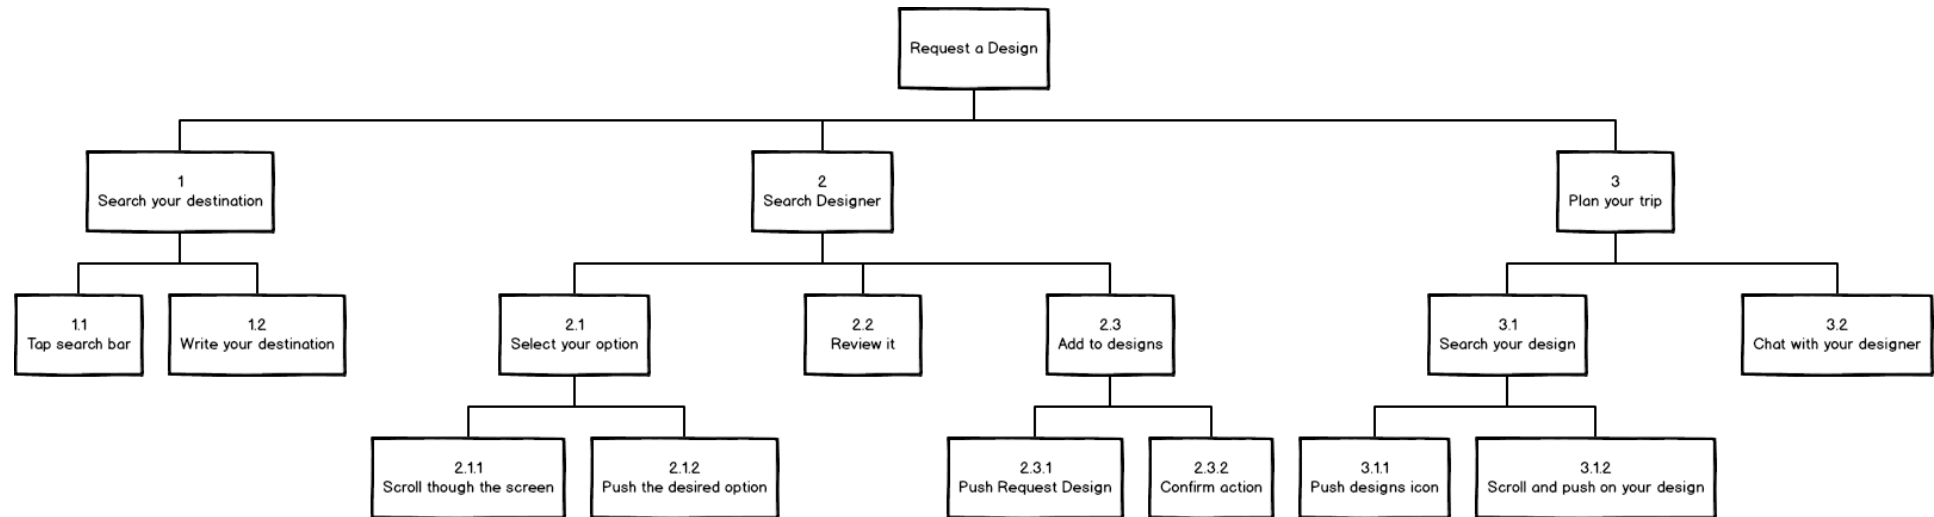 Request a Design
1
Search your destination
2
Search Designer
3
Plan your trip
1.1
Tap search bar
1.2
Write your destination
2.1
Select your option
2.2
Review it
2.3
Add to designs
3.1
Search your design
3.2
Chat with your designer
2.1.1
Scroll though the screen
2.1.2
Push the desired option
2.3.1
Push Request Design
2.3.2
Confirm action
3.1.1
Push designs icon
3.1.2
Scroll and push on your design